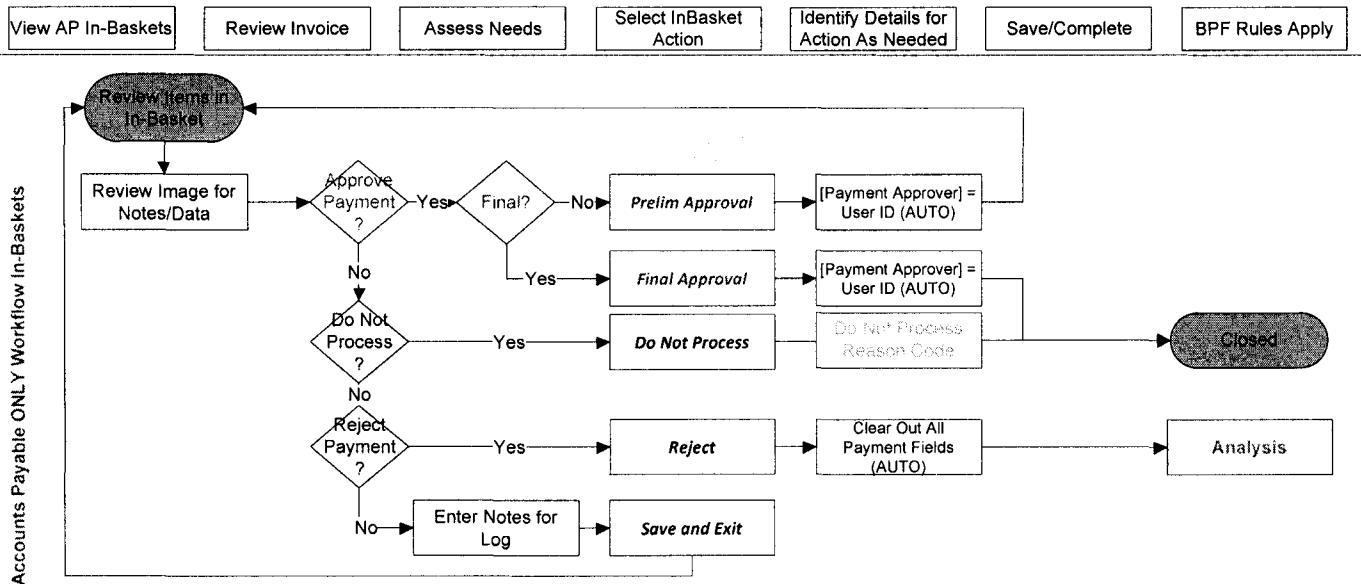 View AP In-Baskets
Review Invoice
Assess Needs
Select InBasket
Action
Identify Details for
Action As Needed
Save/Complete
BPF Rules Apply
Accounts Payable ONLY Workflow In-Baskets
Review Items in
In-Basket
Review Image for
Notes/Data
Approve
Payment
?
Yes
Final?
No
Prelim Approval
[Payment Approver] =
User ID (AUTO)
Yes
Final Approval
[Payment Approver] =
User ID (AUTO)
No
Do Not
Process
?
Yes
Do Not Process
Do Not Process
Reason Code
Closed
No
Reject
Payment
?
Yes
Reject
Clear Out All
Payment Fields
(AUTO)
Analysis
No
Enter Notes for
Log
Save and Exit